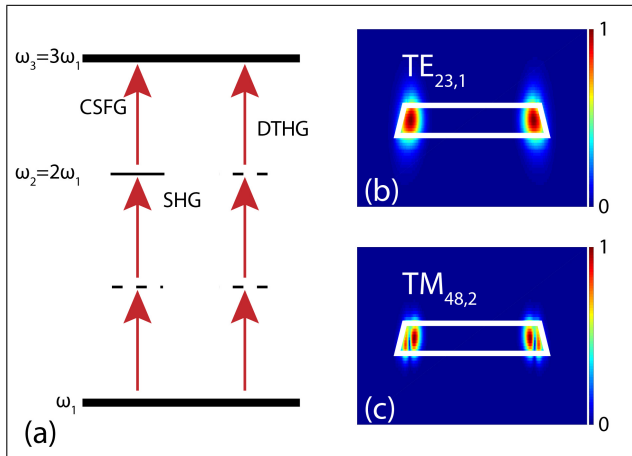 ω₃=3ω₁
CSFG
DTHG
ω₂=2ω₁
SHG
ω₁
(a)
TE₂₃,₁
1
0
(b)
TM₄₈,₂
1
0
(c)